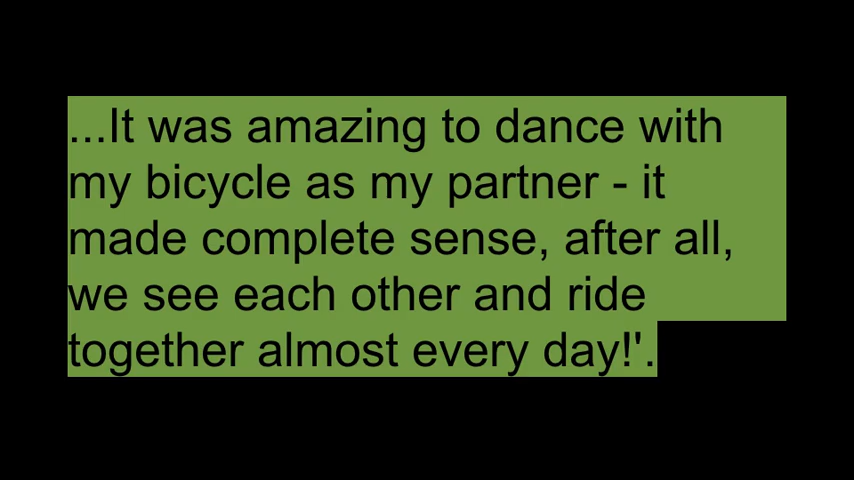 ...It was amazing to dance with
my bicycle as my partner - it
made complete sense, after all,
we see each other and ride
together almost every day!'.